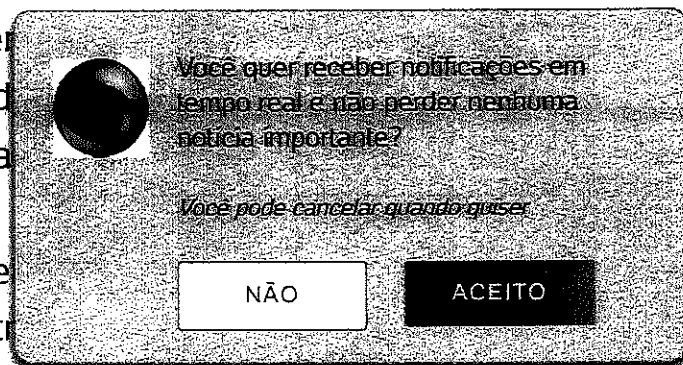 Você quer receber notificações em
tempo real e não perder nenhuma
notícia importante?
Você pode cancelar quando quiser
NÃO
ACEITO